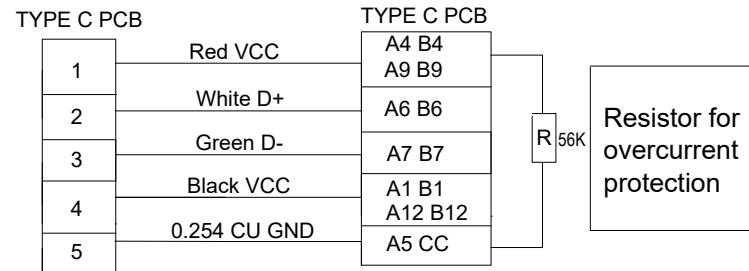 TYPE C PCB
TYPE C PCB
1
Red VCC
A4 B4
A9 B9
2
White D+
A6 B6
3
Green D-
A7 B7
4
Black VCC
A1 B1
A12 B12
5
0.254 CU GND
A5 CC
R
56K
Resistor for
overcurrent
protection